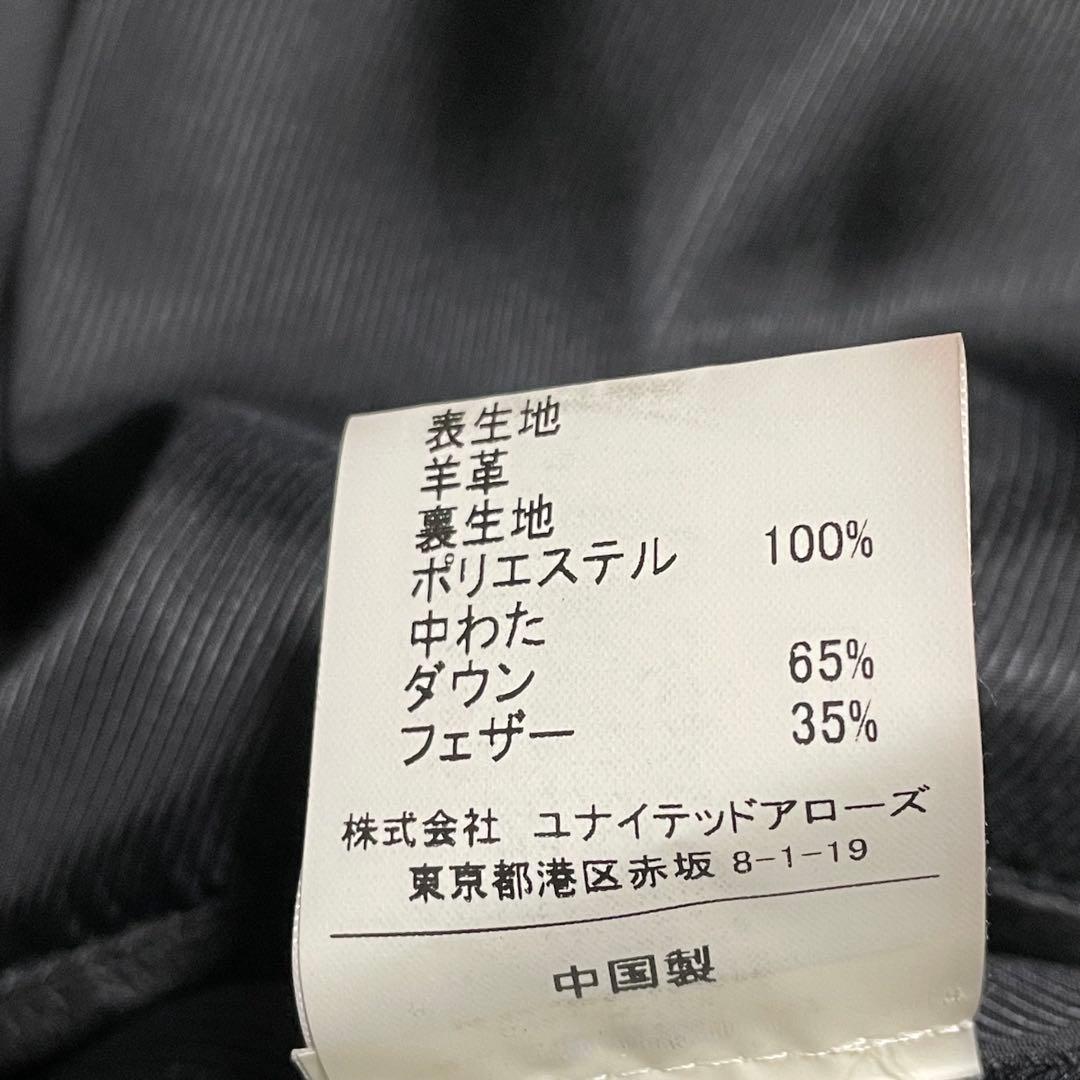 表生地
羊革
裏生地
ポリエステル 100%
中わた
ダウン 65%
フェザー 35%
株式会社 ユナイテッドアローズ
東京都港区赤坂 8-1-19
中国製